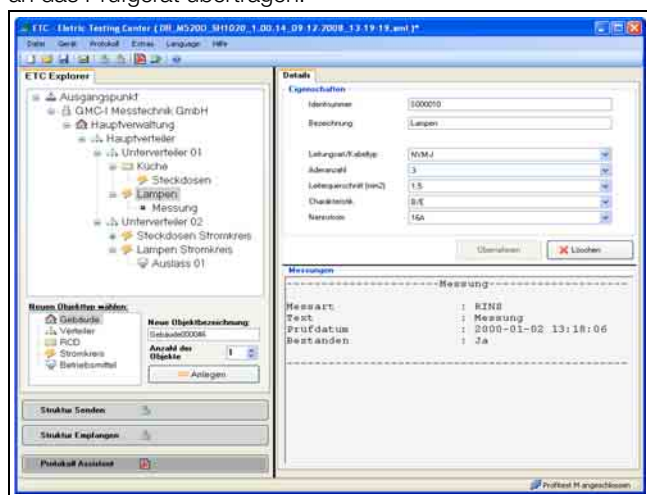 an das Prüfgerät übertragen.
ETC - Eletric Testing Center (DB_M5200_SH1020_1.00.14_09-12-2008_13-19-19.xml )*
Datei Gerät Protokoll Extras Language Hilfe
ETC Explorer
Ausgangspunkt
GMC-I Messtechnik GmbH
Hauptverwaltung
Hauptverteiler
Unterverteiler 01
Küche
Steckdosen
Lampen
Messung
Unterverteiler 02
Steckdosen Stromkreis
Lampen Stromkreis
Auslass 01
Neuen Objekttyp wählen:
Gebäude
Verteiler
RCD
Stromkreis
Betriebsmittel
Neue Objektbezeichnung:
Gebäude000046
Anzahl der Objekte 1
Anlegen
Struktur Senden
Struktur Empfangen
Protokoll Assistent
Details
Eigenschaften
Identnummer S000010
Bezeichnung Lampen
Leitungsart/Kabeltyp NYM-J
Aderanzahl 3
Leiterquerschnitt (mm2) 1,5
Charakteristik B/E
Nennstrom 16A
Übernehmen Löschen
Messungen
-----------------------Messung-----------------------
Messart : RINS
Text : Messung
Prüfdatum : 2000-01-02 13:18:06
Bestanden : Ja
Profitest M angeschlossen